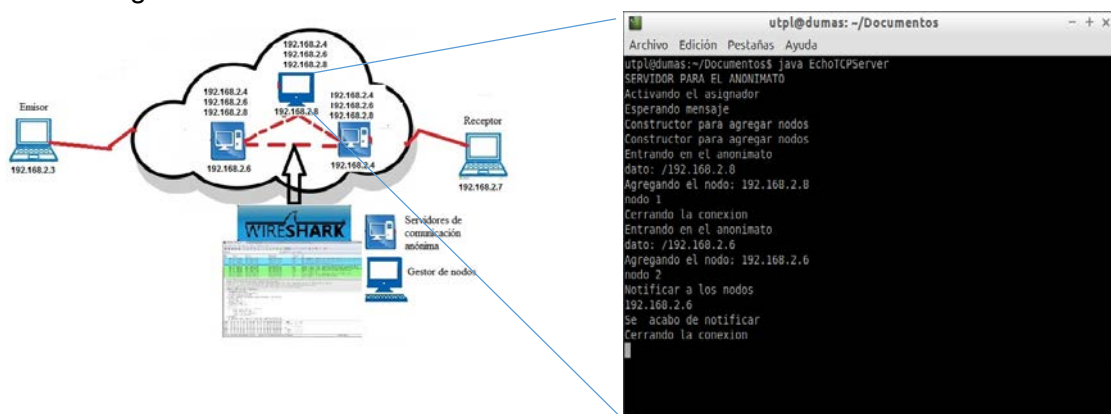 192.168.2.4
192.168.2.6
192.168.2.8
192.168.2.4
192.168.2.6
192.168.2.8
192.168.2.8
192.168.2.4
192.168.2.6
192.168.2.8
Emisor
192.168.2.3
192.168.2.6
192.168.2.4
Receptor
192.168.2.7
WIRESHARK
Servidores de
comunicación
anónima
Gestor de nodos
utpl@dumas: ~/Documentos
Archivo Edición Pestañas Ayuda
utpl@dumas:~/Documentos$ java EchoTCPServer
SERVIDOR PARA EL ANONIMATO
Activando el asignador
Esperando mensaje
Constructor para agregar nodos
Constructor para agregar nodos
Entrando en el anonimato
dato: /192.168.2.8
Agregando el nodo: 192.168.2.8
nodo 1
Cerrando la conexion
Entrando en el anonimato
dato: /192.168.2.6
Agregando el nodo: 192.168.2.6
nodo 2
Notificar a los nodos
192.168.2.6
Se acabo de notificar
Cerrando la conexion